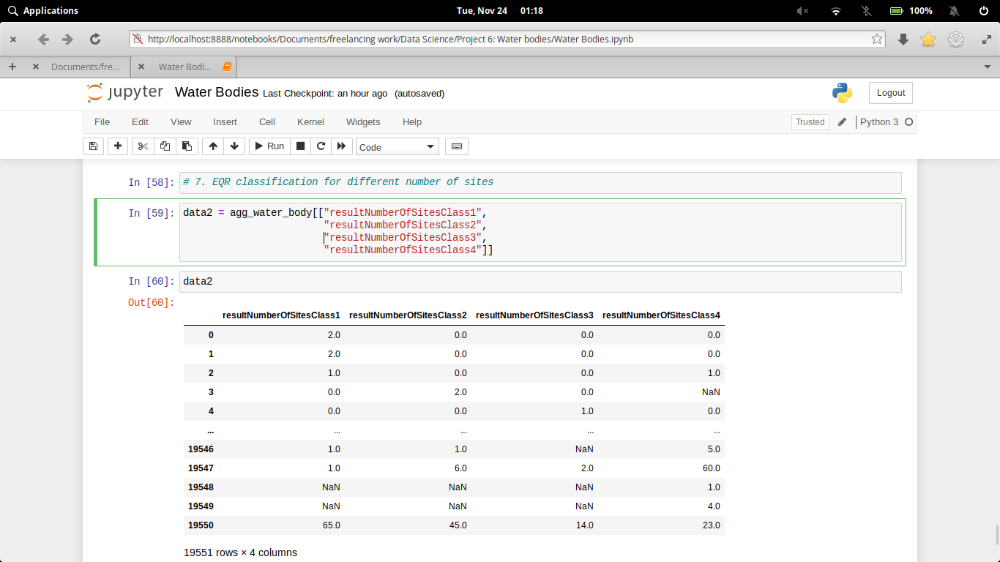 Applications Tue, Nov 24 01:18 100%
http://localhost:8888/notebooks/Documents/freelancing work/Data Science/Project 6: Water bodies/Water Bodies.ipynb
Documents/fre... Water Bodi...
jupyter Water Bodies Last Checkpoint: an hour ago (autosaved) Logout
File Edit View Insert Cell Kernel Widgets Help Trusted Python 3
Run Code
In [58]: # 7. EQR classification for different number of sites
In [59]: data2 = agg_water_body[["resultNumberOfSitesClass1",
"resultNumberOfSitesClass2",
"resultNumberOfSitesClass3",
"resultNumberOfSitesClass4"]]
In [60]: data2
Out[60]:
resultNumberOfSitesClass1 resultNumberOfSitesClass2 resultNumberOfSitesClass3 resultNumberOfSitesClass4
0 2.0 0.0 0.0 0.0
1 2.0 0.0 0.0 0.0
2 1.0 0.0 0.0 1.0
3 0.0 2.0 0.0 NaN
4 0.0 0.0 1.0 0.0
... ... ... ... ...
19546 1.0 1.0 NaN 5.0
19547 1.0 6.0 2.0 60.0
19548 NaN NaN NaN 1.0
19549 NaN NaN NaN 4.0
19550 65.0 45.0 14.0 23.0
19551 rows × 4 columns